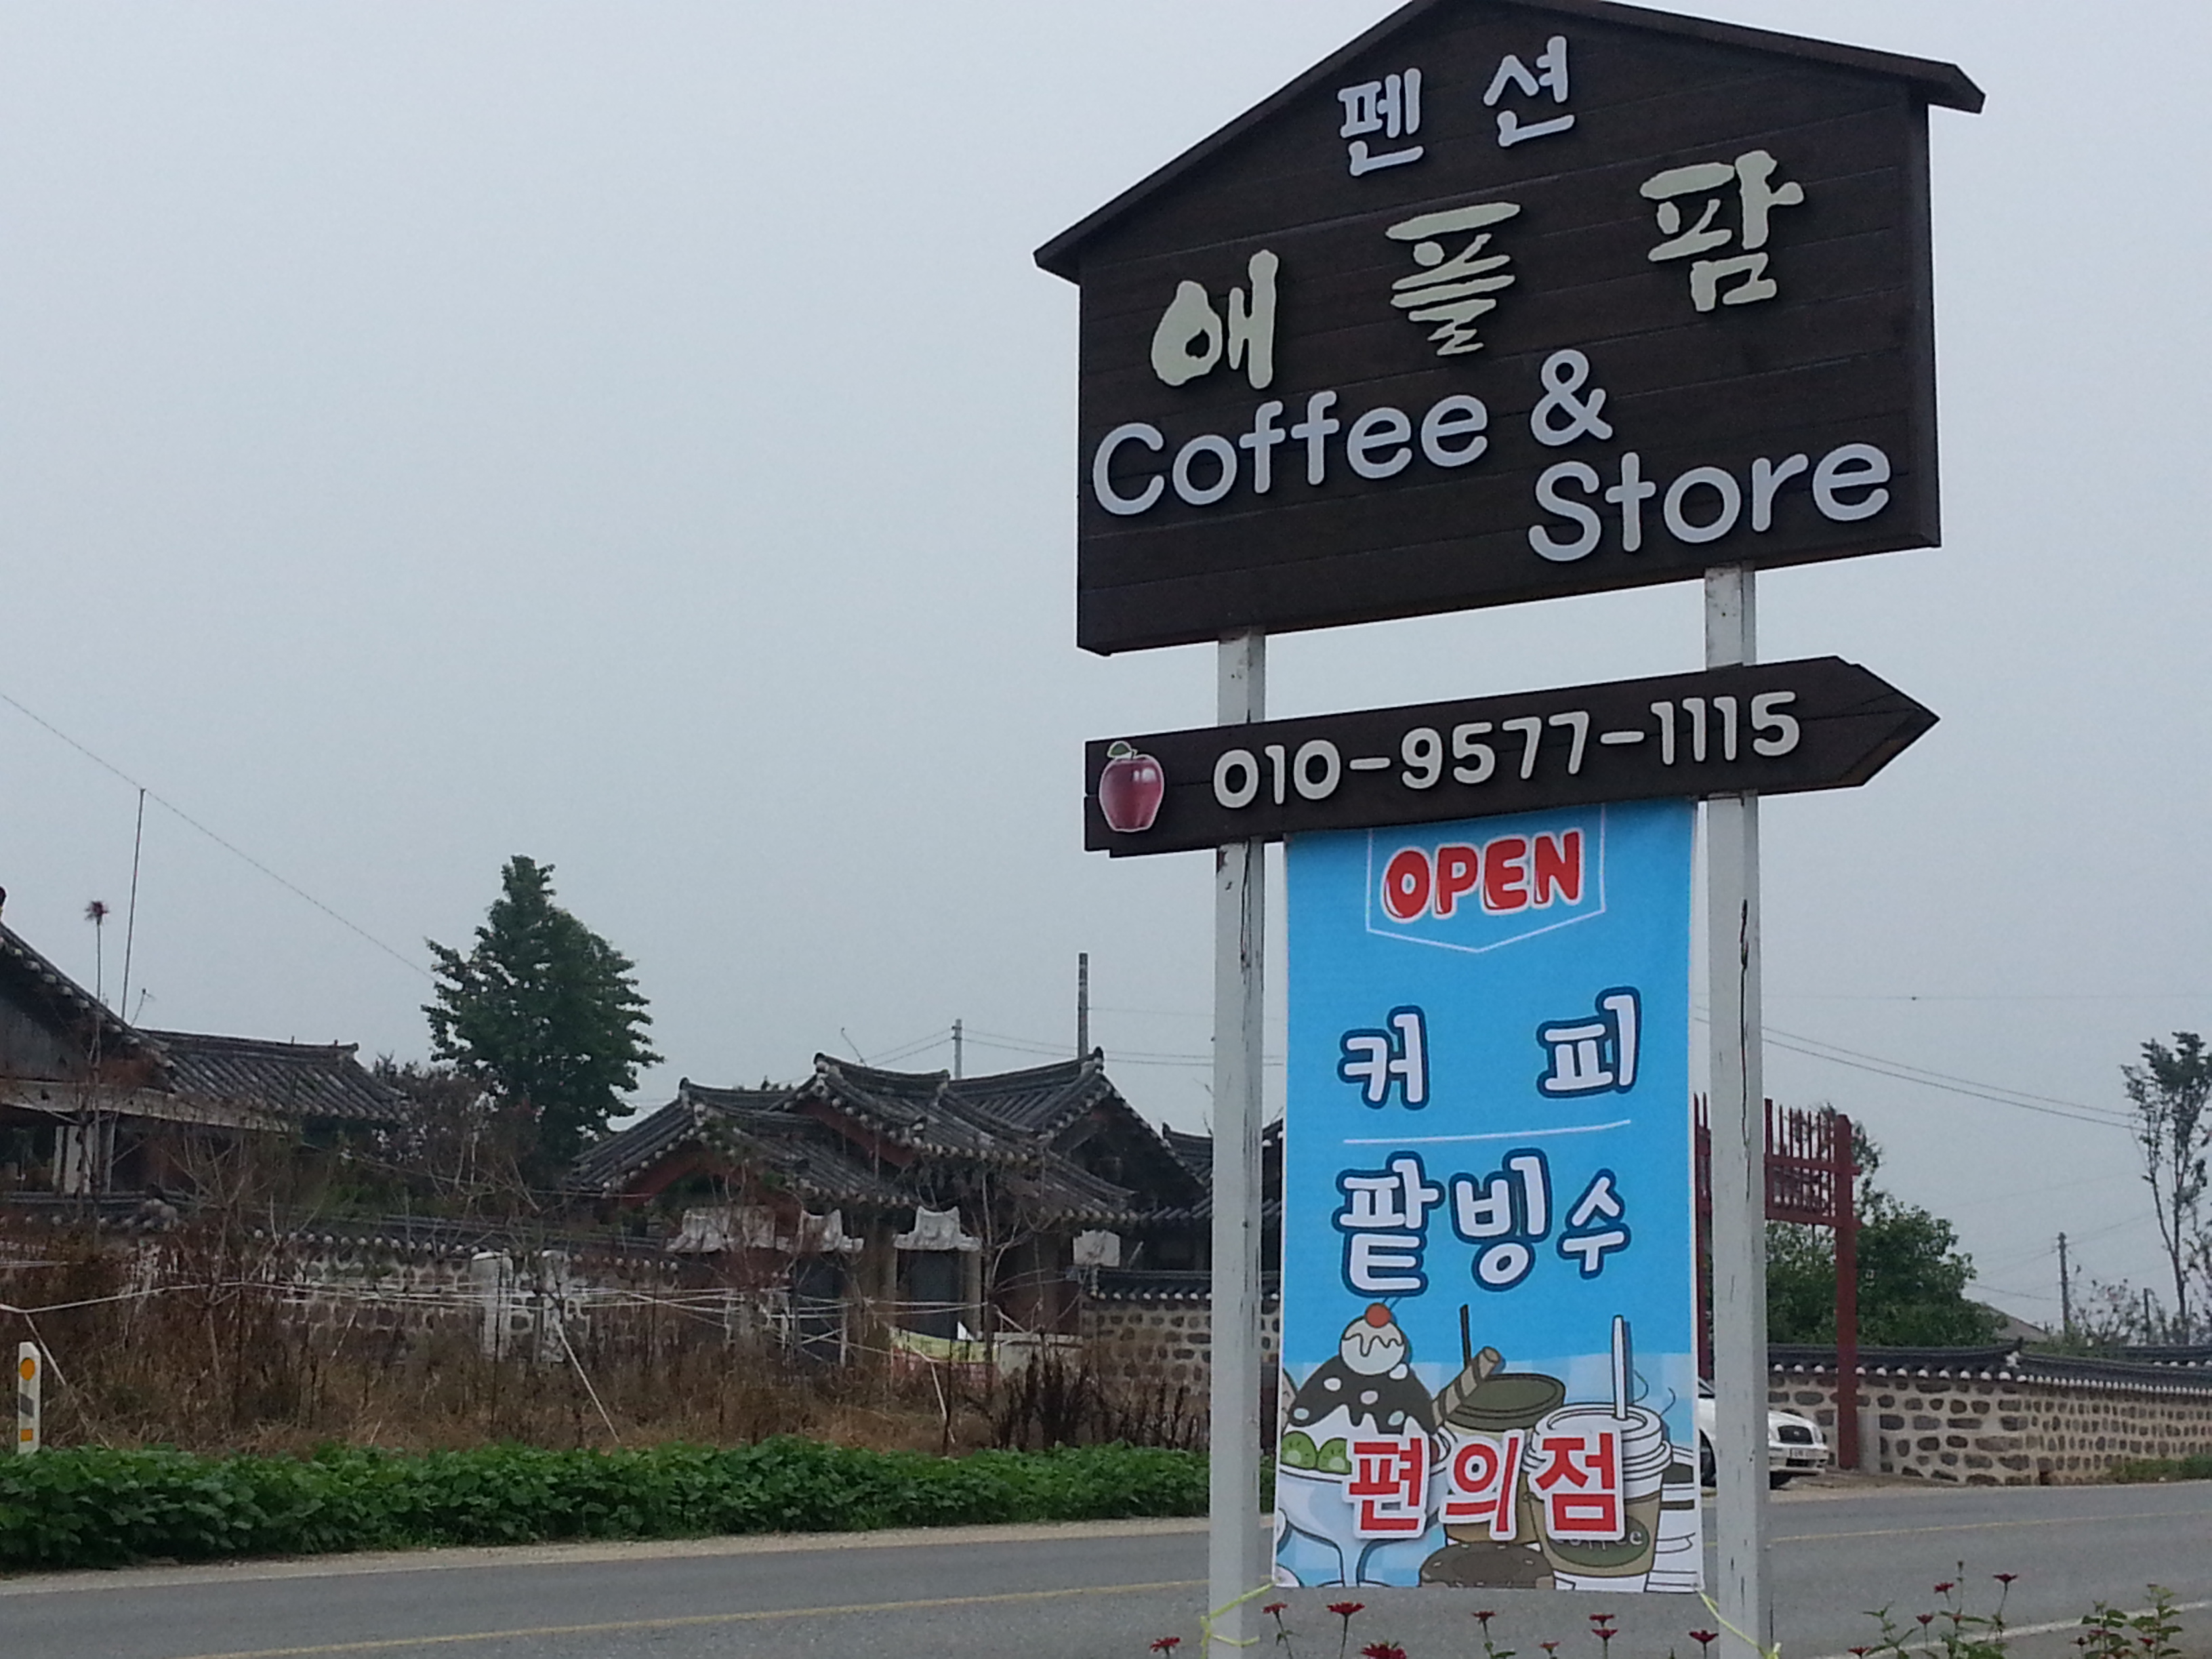 펜션
애플팜
Coffee &
Store
010-9577-1115
OPEN
커피
팥빙수
편의점
coffee